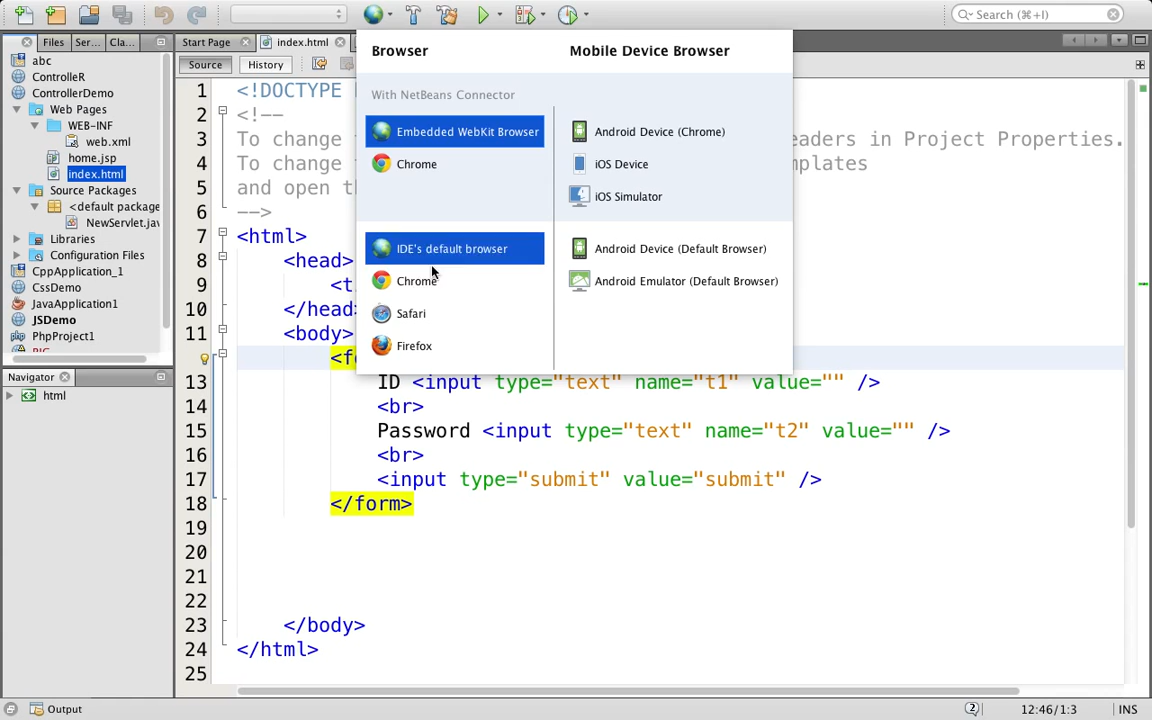 Search (⌘+I)
Files
Ser...
Cla...
Start Page
index.html
Source
History
abc
ControlleR
ControllerDemo
Web Pages
WEB-INF
web.xml
home.jsp
index.html
Source Packages
<default package
NewServlet.jav
Libraries
Configuration Files
CppApplication_1
CssDemo
JavaApplication1
JSDemo
PhpProject1
Navigator
html
Browser
Mobile Device Browser
With NetBeans Connector
Embedded WebKit Browser
Chrome
Android Device (Chrome)
iOS Device
iOS Simulator
IDE's default browser
Chrome
Safari
Firefox
Android Device (Default Browser)
Android Emulator (Default Browser)
1 <!DOCTYPE
2 <!--
3 To change eaders in Project Properties.
4 To change mplates
5 and open th
6 -->
7 <html>
8 <head>
9 <t
10 </head>
11 <body>
<fo
13 ID <input type="text" name="t1" value="" />
14 <br>
15 Password <input type="text" name="t2" value="" />
16 <br>
17 <input type="submit" value="submit" />
18 </form>
19
20
21
22
23 </body>
24 </html>
25
Output
2
12:46/1:3
INS